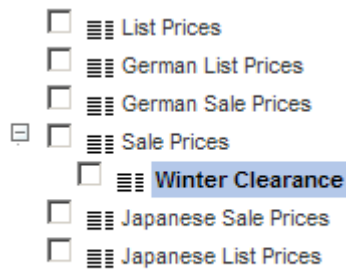 List Prices
German List Prices
German Sale Prices
Sale Prices
Winter Clearance
Japanese Sale Prices
Japanese List Prices